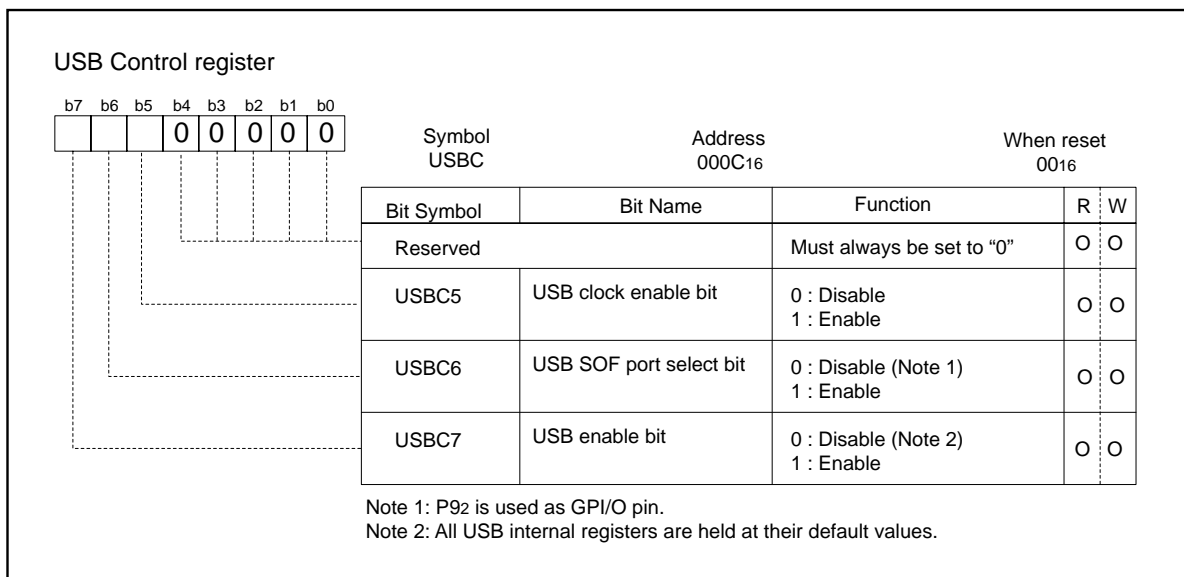 USB Control register
b7 b6 b5 b4 b3 b2 b1 b0
0 0 0 0 0
Symbol Address When reset
USBC 000C16 0016
Bit Symbol Bit Name Function R W
Reserved Must always be set to “0” O O
USBC5 USB clock enable bit 0 : Disable
1 : Enable O O
USBC6 USB SOF port select bit 0 : Disable (Note 1)
1 : Enable O O
USBC7 USB enable bit 0 : Disable (Note 2)
1 : Enable O O
Note 1: P92 is used as GPI/O pin.
Note 2: All USB internal registers are held at their default values.